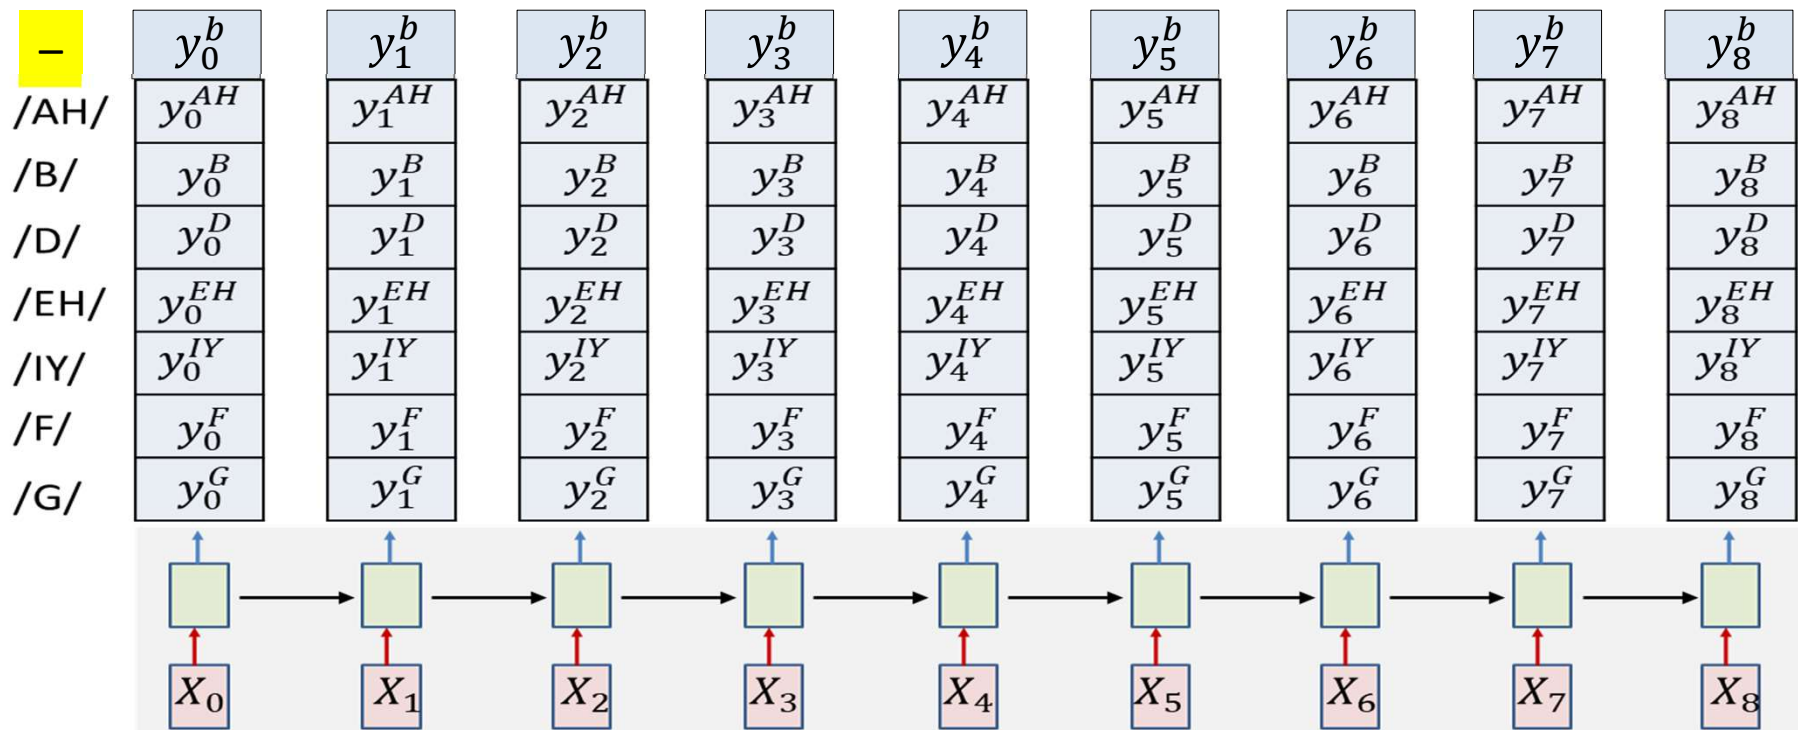 – y_0^b y_1^b y_2^b y_3^b y_4^b y_5^b y_6^b y_7^b y_8^b
/AH/ y_0^{AH} y_1^{AH} y_2^{AH} y_3^{AH} y_4^{AH} y_5^{AH} y_6^{AH} y_7^{AH} y_8^{AH}
/B/ y_0^B y_1^B y_2^B y_3^B y_4^B y_5^B y_6^B y_7^B y_8^B
/D/ y_0^D y_1^D y_2^D y_3^D y_4^D y_5^D y_6^D y_7^D y_8^D
/EH/ y_0^{EH} y_1^{EH} y_2^{EH} y_3^{EH} y_4^{EH} y_5^{EH} y_6^{EH} y_7^{EH} y_8^{EH}
/IY/ y_0^{IY} y_1^{IY} y_2^{IY} y_3^{IY} y_4^{IY} y_5^{IY} y_6^{IY} y_7^{IY} y_8^{IY}
/F/ y_0^F y_1^F y_2^F y_3^F y_4^F y_5^F y_6^F y_7^F y_8^F
/G/ y_0^G y_1^G y_2^G y_3^G y_4^G y_5^G y_6^G y_7^G y_8^G
X_0 X_1 X_2 X_3 X_4 X_5 X_6 X_7 X_8